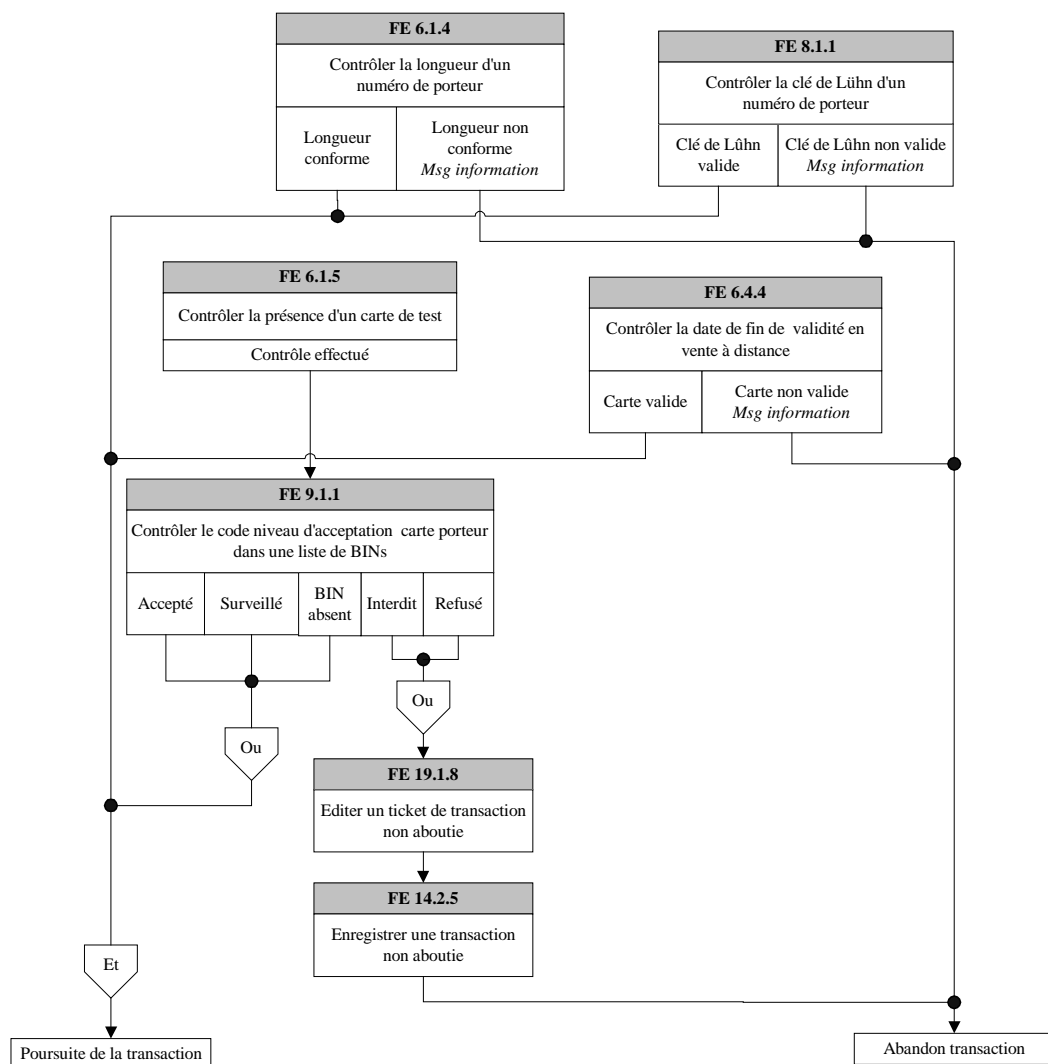 FE 6.1.4
Contrôler la longueur d'un
numéro de porteur
Longueur
conforme
Longueur non
conforme
Msg information
FE 8.1.1
Contrôler la clé de Lühn d'un
numéro de porteur
Clé de Lûhn
valide
Clé de Lûhn non valide
Msg information
FE 6.1.5
Contrôler la présence d'un carte de test
Contrôle effectué
FE 6.4.4
Contrôler la date de fin de validité en
vente à distance
Carte valide
Carte non valide
Msg information
FE 9.1.1
Contrôler le code niveau d'acceptation carte porteur
dans une liste de BINs
Accepté
Surveillé
BIN
absent
Interdit
Refusé
Ou
Ou
FE 19.1.8
Editer un ticket de transaction
non aboutie
FE 14.2.5
Enregistrer une transaction
non aboutie
Et
Poursuite de la transaction
Abandon transaction